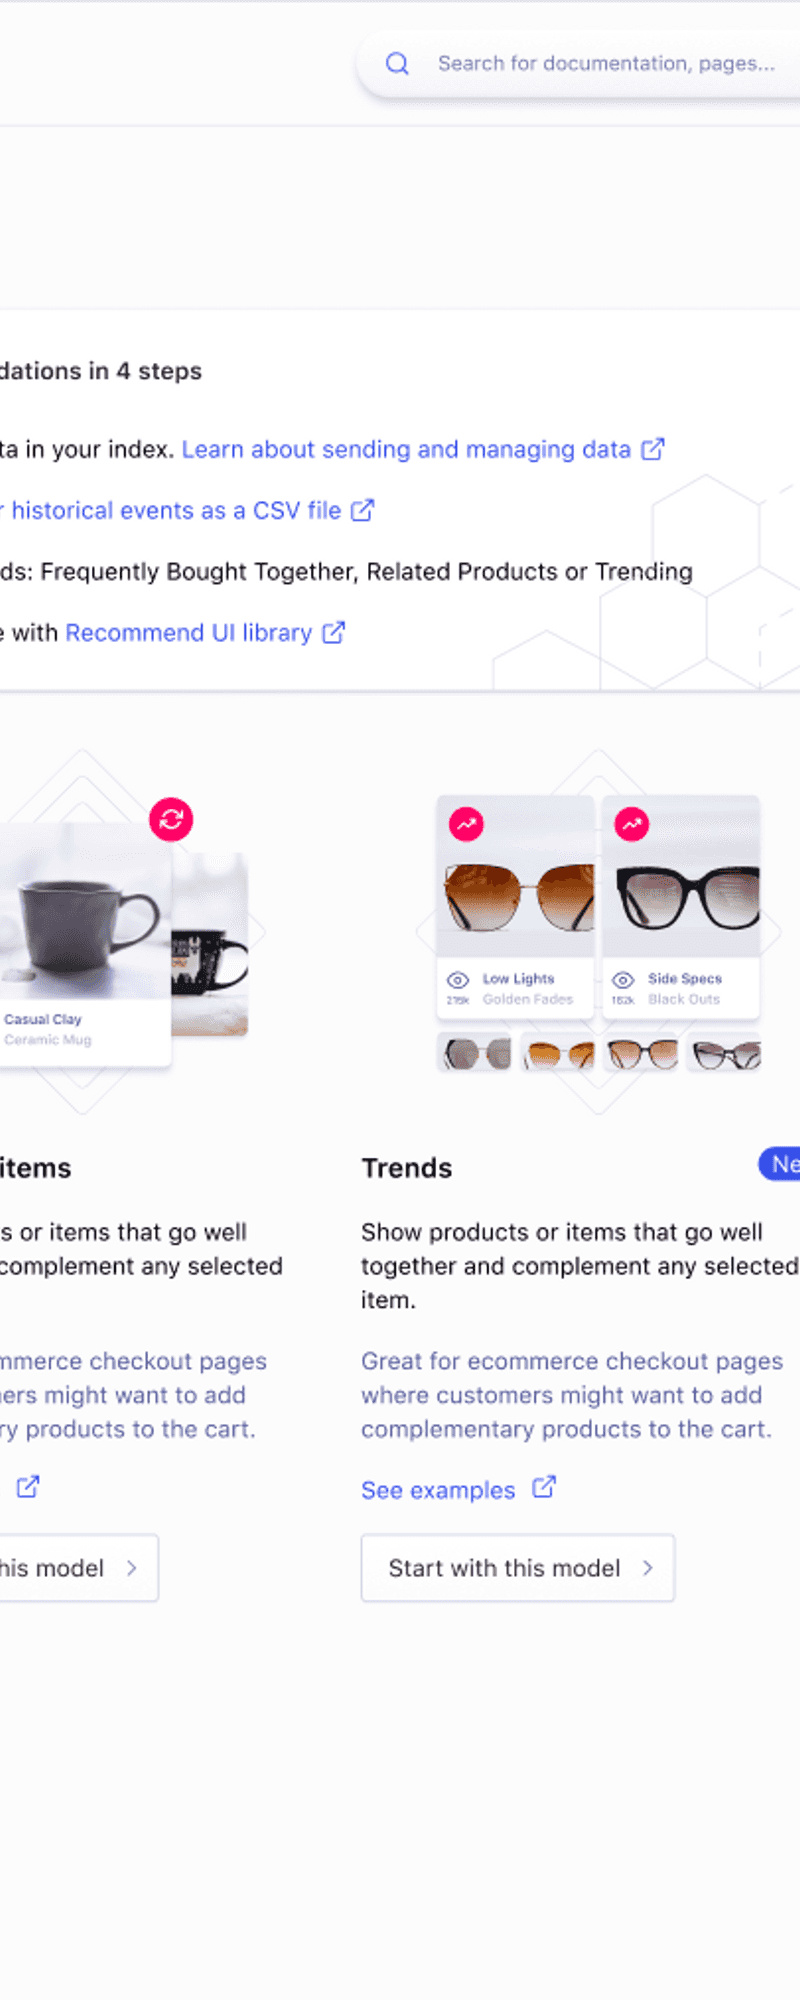 Search for documentation, pages...
dations in 4 steps
ta in your index. Learn about sending and managing data
r historical events as a CSV file
ds: Frequently Bought Together, Related Products or Trending
e with Recommend UI library
Casual Clay
Ceramic Mug
Low Lights
Golden Fades
Side Specs
162k
Black Outs
items
s or items that go well
complement any selected
mmerce checkout pages
ers might want to add
ry products to the cart.
his model
Trends
Ne
Show products or items that go well
together and complement any selected
item.
Great for ecommerce checkout pages
where customers might want to add
complementary products to the cart.
See examples
Start with this model